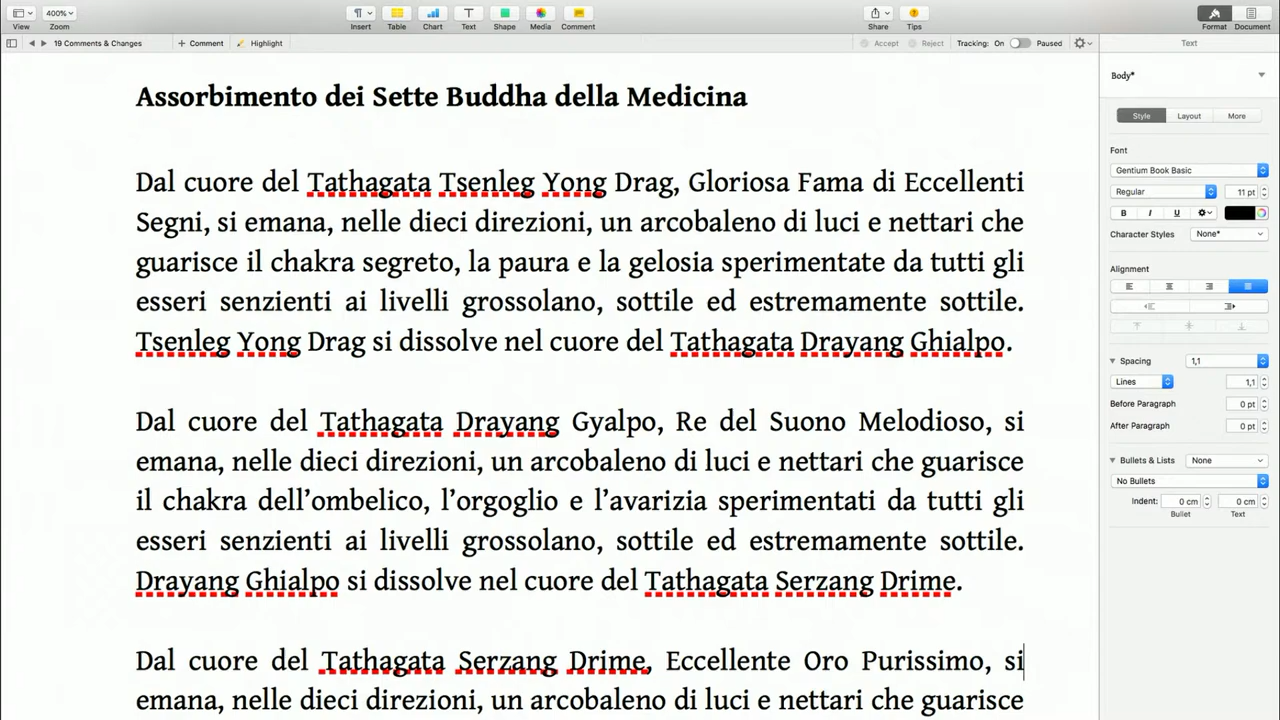 400%
View
Zoom
Insert
Table
Chart
Text
Shape
Media
Comment
Share
Tips
Format
Document
19 Comments & Changes
+ Comment
Highlight
Accept
Reject
Tracking: On
Paused
Text
Assorbimento dei Sette Buddha della Medicina
Dal cuore del Tathagata Tsenleg Yong Drag, Gloriosa Fama di Eccellenti
Segni, si emana, nelle dieci direzioni, un arcobaleno di luci e nettari che
guarisce il chakra segreto, la paura e la gelosia sperimentate da tutti gli
esseri senzienti ai livelli grossolano, sottile ed estremamente sottile.
Tsenleg Yong Drag si dissolve nel cuore del Tathagata Drayang Ghialpo.
Dal cuore del Tathagata Drayang Gyalpo, Re del Suono Melodioso, si
emana, nelle dieci direzioni, un arcobaleno di luci e nettari che guarisce
il chakra dell’ombelico, l’orgoglio e l’avarizia sperimentati da tutti gli
esseri senzienti ai livelli grossolano, sottile ed estremamente sottile.
Drayang Ghialpo si dissolve nel cuore del Tathagata Serzang Drime.
Dal cuore del Tathagata Serzang Drime, Eccellente Oro Purissimo, si
emana, nelle dieci direzioni, un arcobaleno di luci e nettari che guarisce
Body*
Style
Layout
More
Font
Gentium Book Basic
Regular
11 pt
B I U
Character Styles
None*
Alignment
Spacing
1,1
Lines
1,1
Before Paragraph
0 pt
After Paragraph
0 pt
Bullets & Lists
None
No Bullets
Indent:
0 cm
0 cm
Bullet
Text